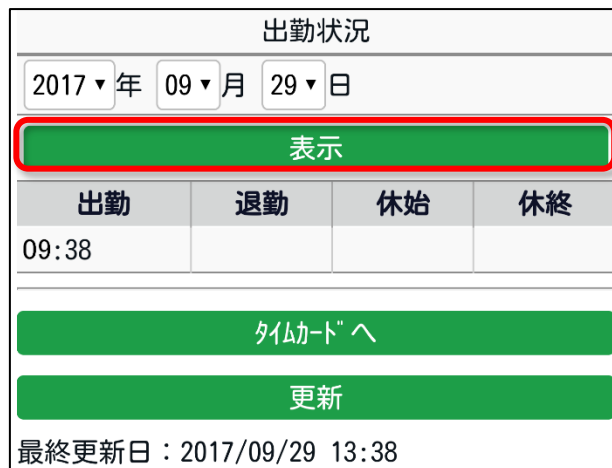 出勤状況
2017▼年 09▼月 29▼日
表示
出勤 退勤 休始 休終
09:38
ﾀｲﾑｶｰﾄﾞへ
更新
最終更新日：2017/09/29 13:38